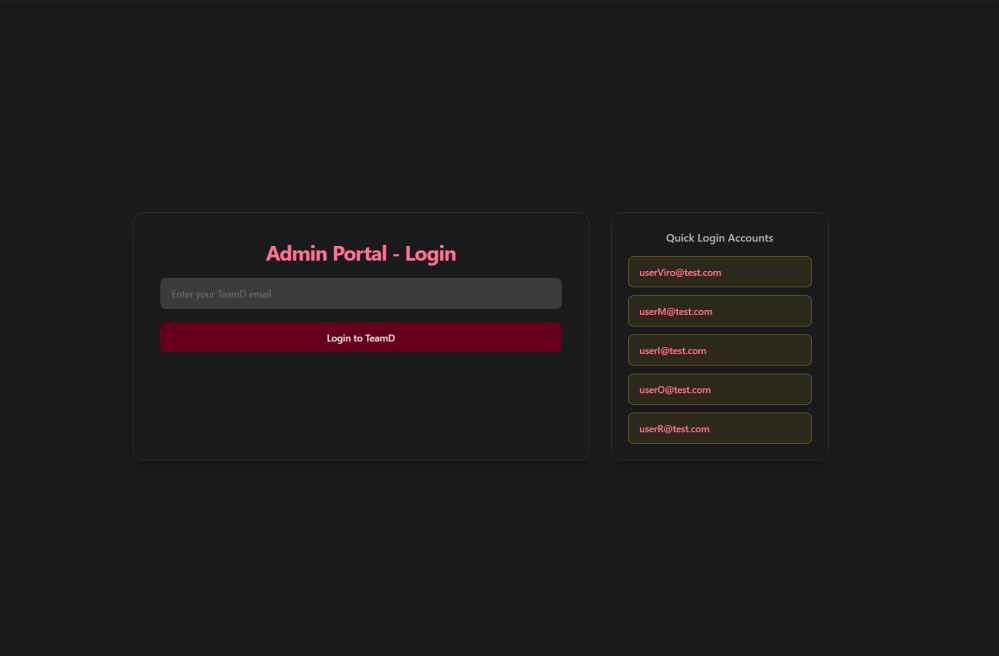 Admin Portal - Login
Enter your TeamD email
Login to TeamD
Quick Login Accounts
userViro@test.com
userM@test.com
userI@test.com
userO@test.com
userR@test.com